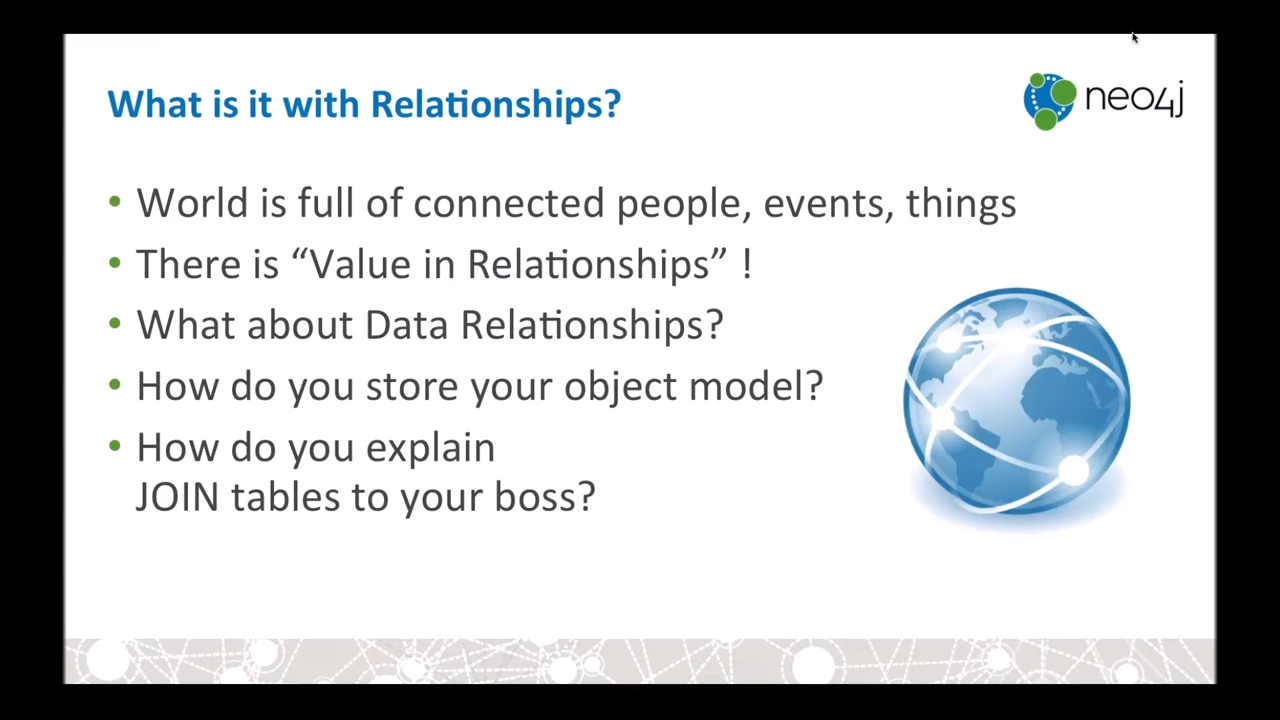 What is it with Relationships?
neo4j
• World is full of connected people, events, things
• There is “Value in Relationships” !
• What about Data Relationships?
• How do you store your object model?
• How do you explain
JOIN tables to your boss?